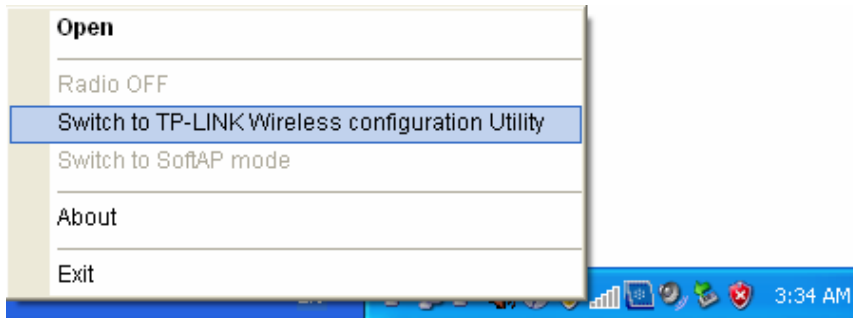 Open
Radio OFF
Switch to TP-LINK Wireless configuration Utility
Switch to SoftAP mode
About
Exit
3:34 AM